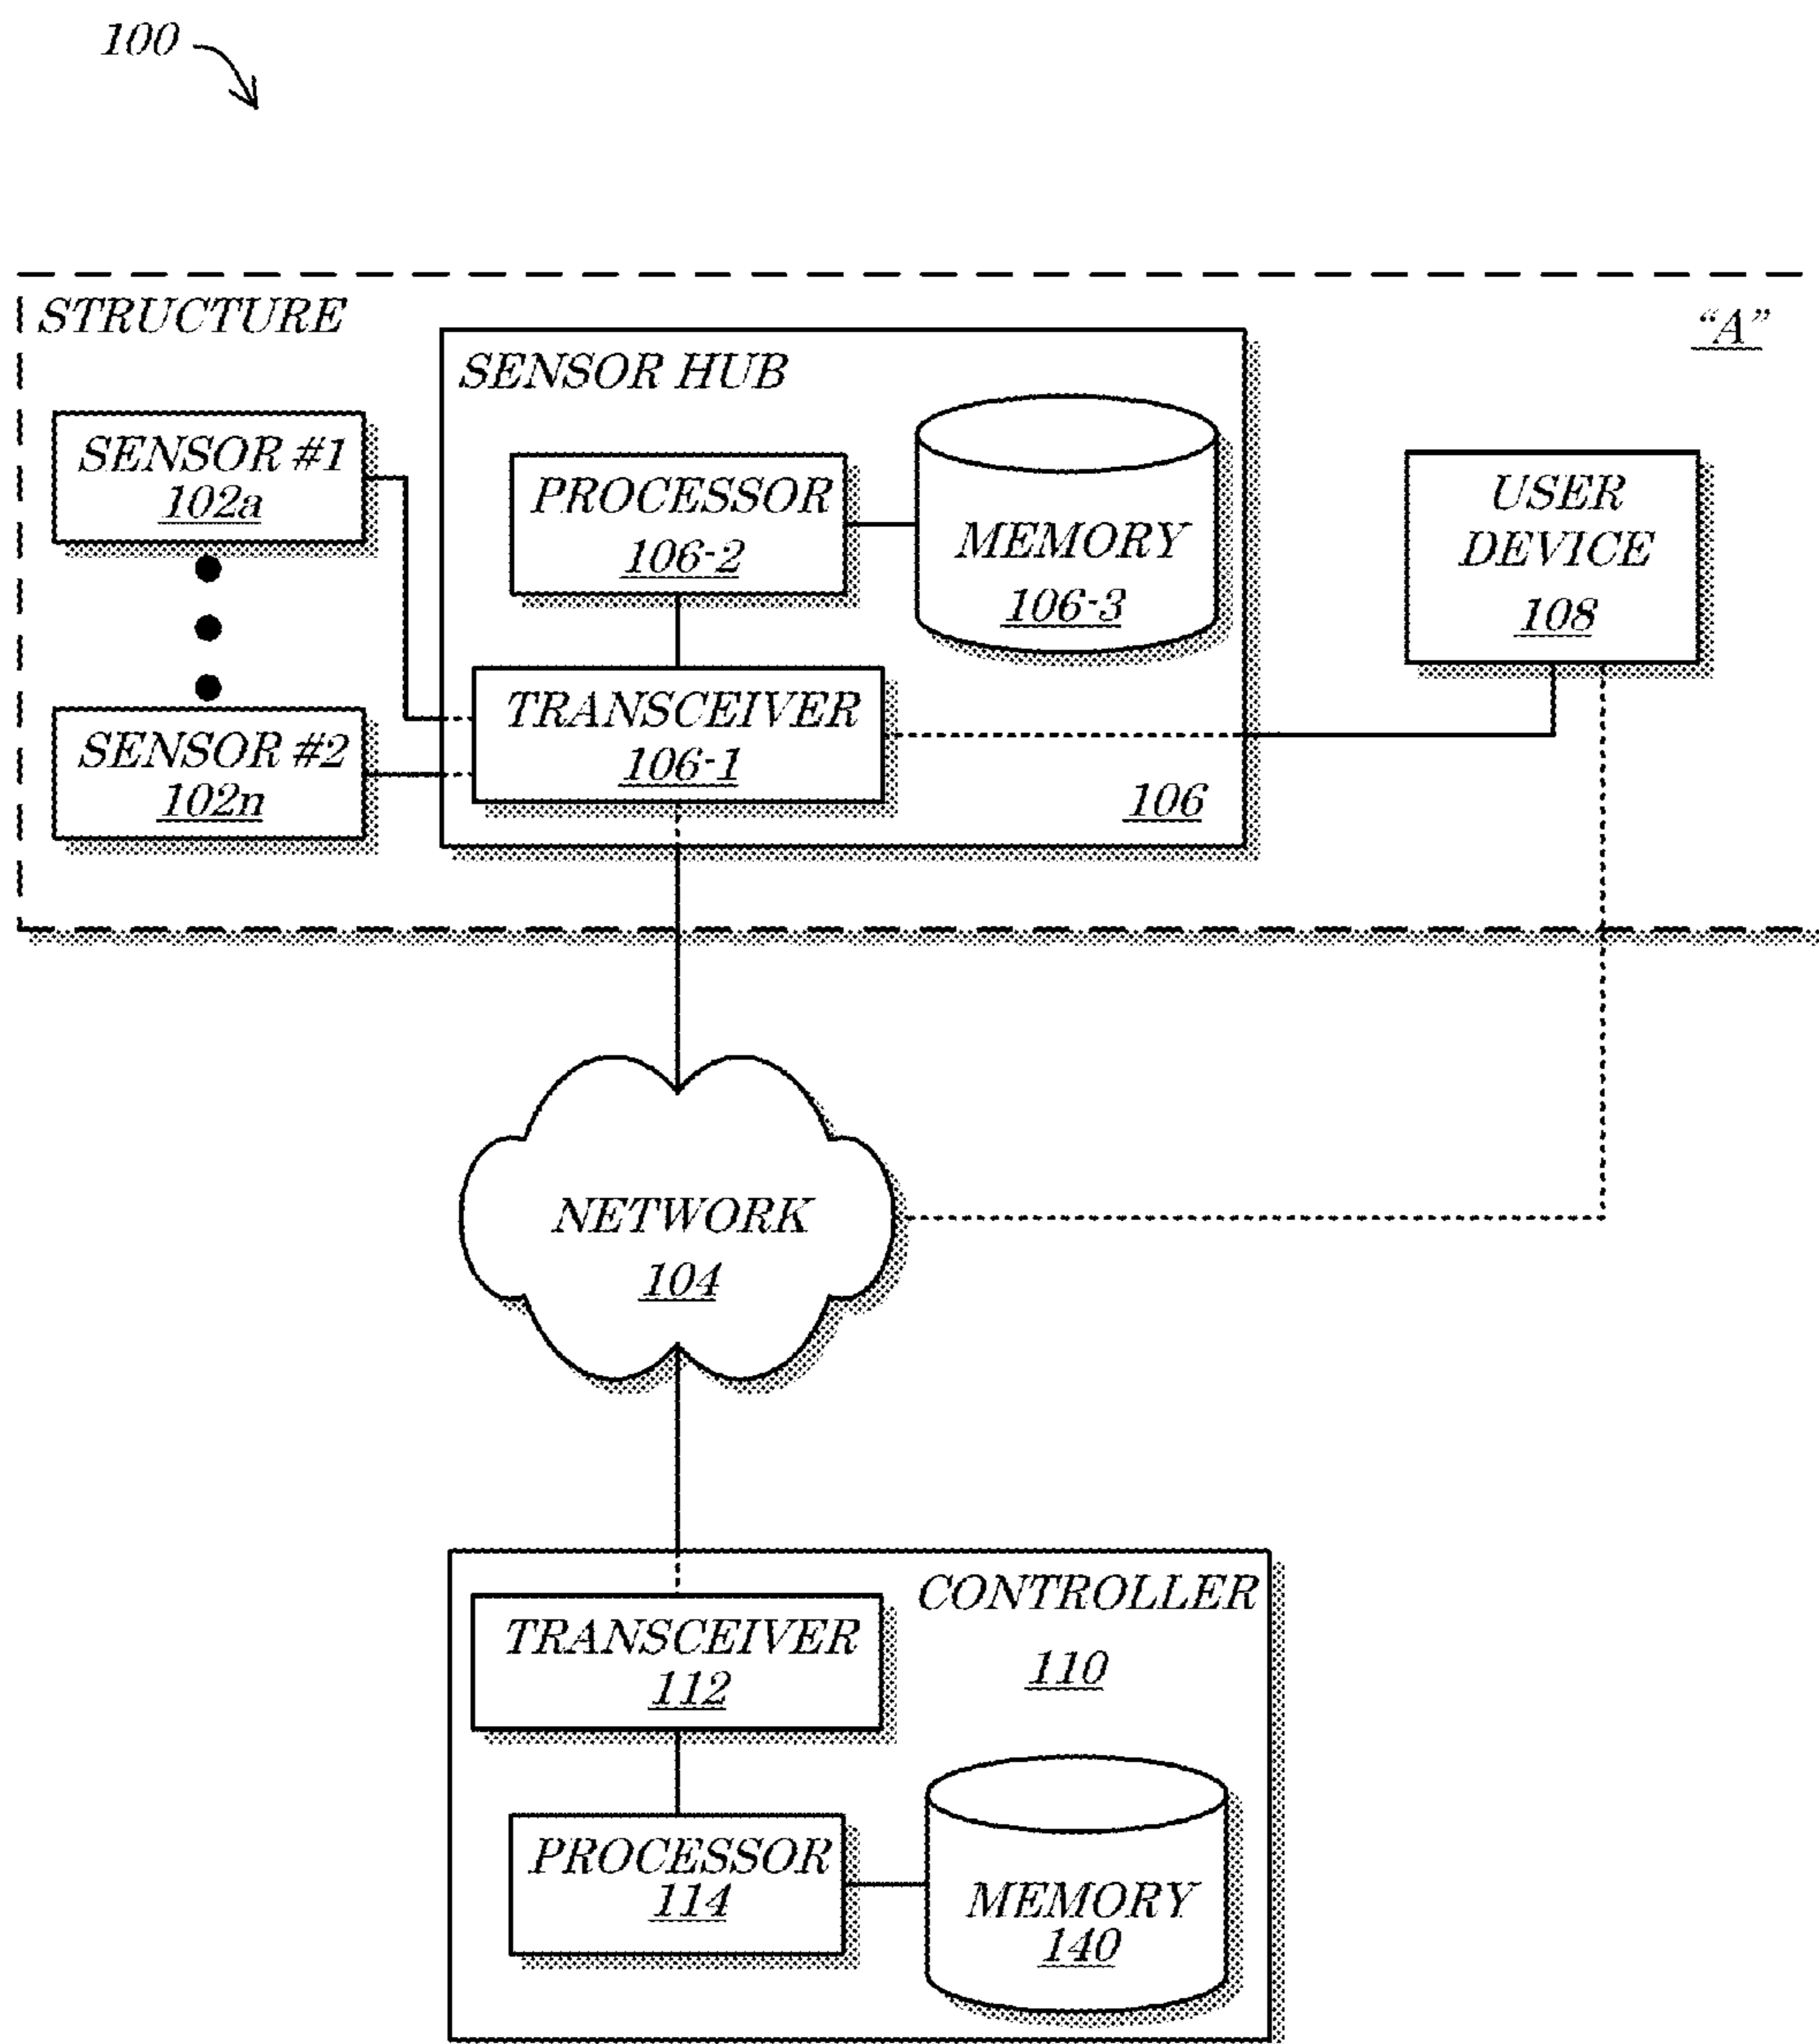 100
STRUCTURE
"A"
SENSOR HUB
SENSOR #1
102a
PROCESSOR
106-2
MEMORY
106-3
USER
DEVICE
108
TRANSCEIVER
106-1
SENSOR #2
102n
106
NETWORK
104
CONTROLLER
110
TRANSCEIVER
112
PROCESSOR
114
MEMORY
140